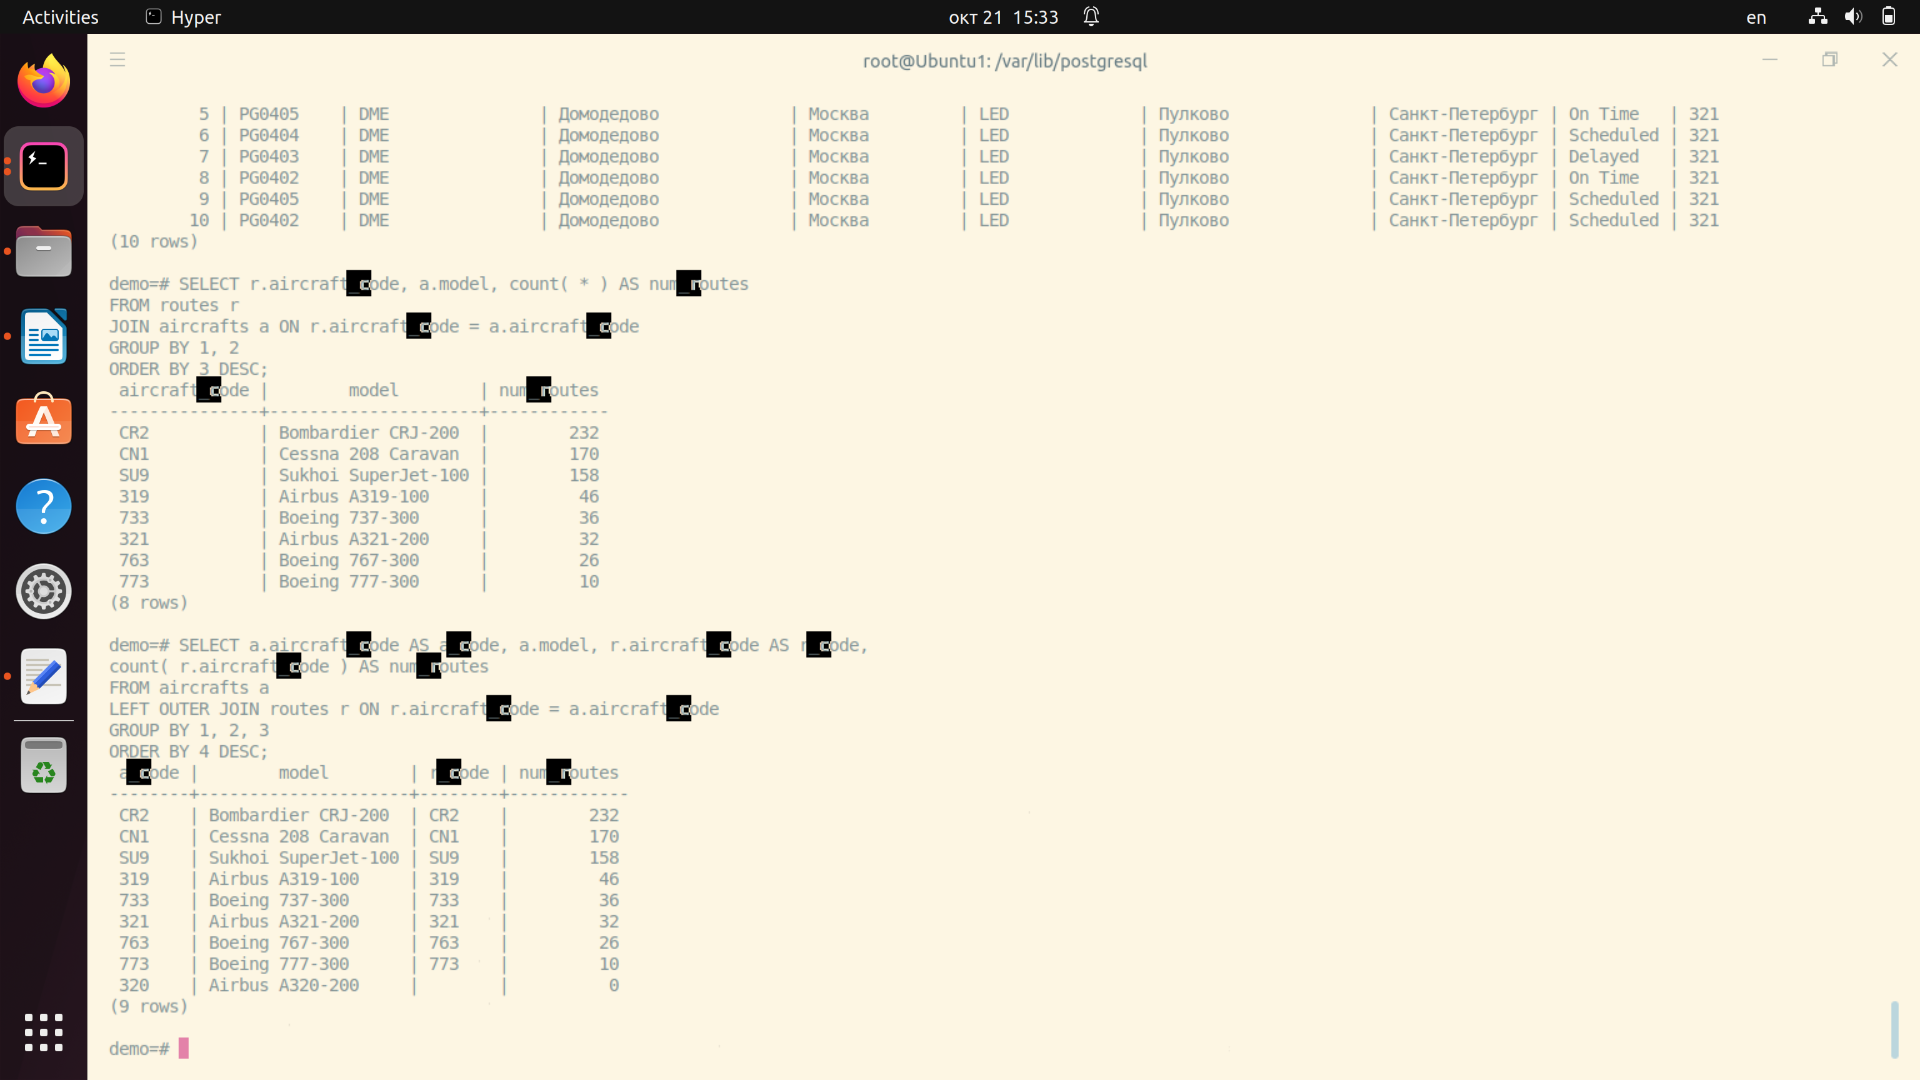 Activities Hyper окт 21 15:33 en
root@Ubuntu1: /var/lib/postgresql
5 | PG0405 | DME | Домодедово | Москва | LED | Пулково | Санкт-Петербург | On Time | 321
6 | PG0404 | DME | Домодедово | Москва | LED | Пулково | Санкт-Петербург | Scheduled | 321
7 | PG0403 | DME | Домодедово | Москва | LED | Пулково | Санкт-Петербург | Delayed | 321
8 | PG0402 | DME | Домодедово | Москва | LED | Пулково | Санкт-Петербург | On Time | 321
9 | PG0405 | DME | Домодедово | Москва | LED | Пулково | Санкт-Петербург | Scheduled | 321
10 | PG0402 | DME | Домодедово | Москва | LED | Пулково | Санкт-Петербург | Scheduled | 321
(10 rows)
demo=# SELECT r.aircraft_code, a.model, count( * ) AS num_routes
FROM routes r
JOIN aircrafts a ON r.aircraft_code = a.aircraft_code
GROUP BY 1, 2
ORDER BY 3 DESC;
aircraft_code | model | num_routes
---------------+---------------------+------------
CR2 | Bombardier CRJ-200 | 232
CN1 | Cessna 208 Caravan | 170
SU9 | Sukhoi SuperJet-100 | 158
319 | Airbus A319-100 | 46
733 | Boeing 737-300 | 36
321 | Airbus A321-200 | 32
763 | Boeing 767-300 | 26
773 | Boeing 777-300 | 10
(8 rows)
demo=# SELECT a.aircraft_code AS a_code, a.model, r.aircraft_code AS r_code,
count( r.aircraft_code ) AS num_routes
FROM aircrafts a
LEFT OUTER JOIN routes r ON r.aircraft_code = a.aircraft_code
GROUP BY 1, 2, 3
ORDER BY 4 DESC;
a_code | model | r_code | num_routes
--------+---------------------+--------+------------
CR2 | Bombardier CRJ-200 | CR2 | 232
CN1 | Cessna 208 Caravan | CN1 | 170
SU9 | Sukhoi SuperJet-100 | SU9 | 158
319 | Airbus A319-100 | 319 | 46
733 | Boeing 737-300 | 733 | 36
321 | Airbus A321-200 | 321 | 32
763 | Boeing 767-300 | 763 | 26
773 | Boeing 777-300 | 773 | 10
320 | Airbus A320-200 | | 0
(9 rows)
demo=#